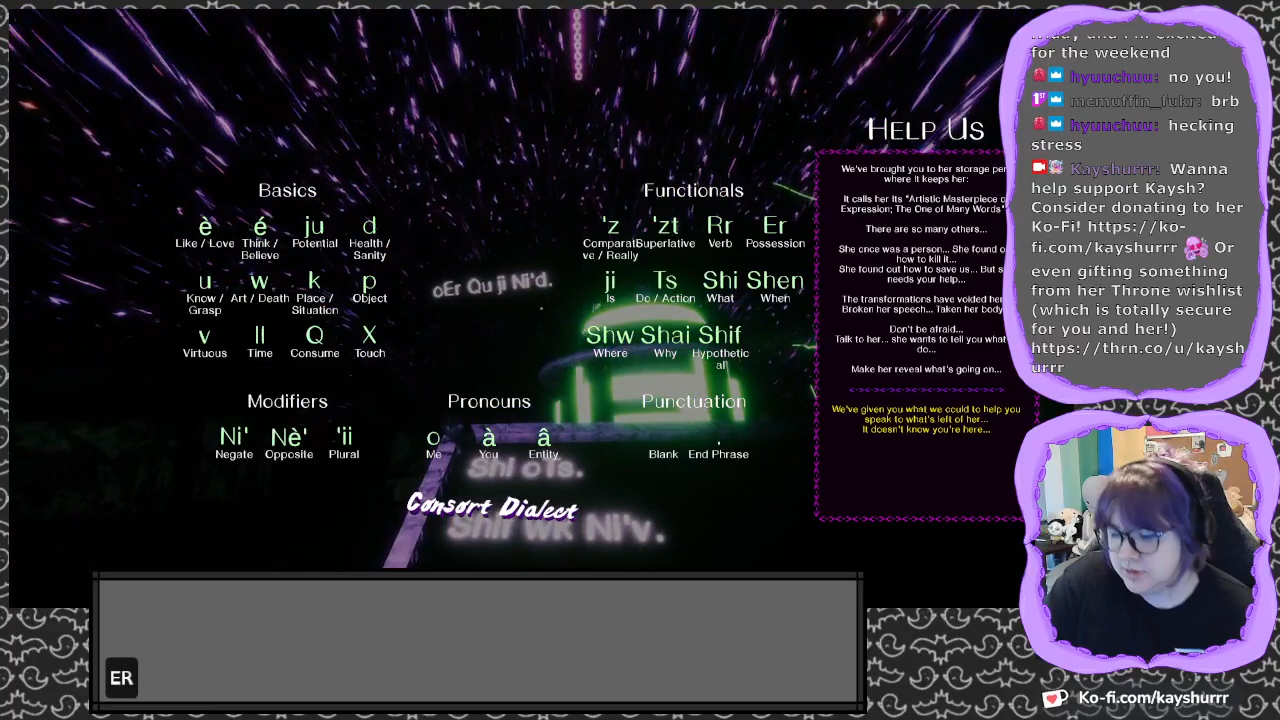 Basics
è é ju d
Like / Love Think / Believe Potential Health / Sanity
u w k p
Know / Grasp Art / Death Place / Situation Object
v ll Q X
Virtuous Time Consume Touch
Modifiers
Ni' Nè' 'ii
Negate Opposite Plural
Pronouns
o à â
Me You Entity
Functionals
'z 'zt Rr Er
Comparative / Really Superlative Verb Possession
ji Ts Shi Shen
Is Do / Action What When
Shw Shai Shif
Where Why Hypothetical
Punctuation
.
Blank End Phrase
oEr Qu ji Ni'd.
Shi oTs.
Consort Dialect
Ni'v.
HELP US
We've brought you to her storage pen
where it keeps her:
It calls her Its "Artistic Masterpiece o
Expression; The One of Many Words"
There are so many others...
She once was a person... She found o
how to kill it...
She found out how to save us... But s
needs your help...
The transformations have voided her
Broken her speech... Taken her body
Don't be afraid...
Talk to her... she wants to tell you what
do...
Make her reveal what's going on...
We've given you what we could to help you
speak to what's left of her...
It doesn't know you're here...
for the weekend
hyuuchuu: no you!
1ST mcmuffin_fukr: brb
hyuuchuu: hecking
stress
Kayshurrr: Wanna
help support Kaysh?
Consider donating to her
Ko-Fi! https://ko-
fi.com/kayshurrr Or
even gifting something
from her Throne wishlist
(which is totally secure
for you and her!)
https://thrn.co/u/kaysh
urrr
ER
Ko-fi.com/kayshurrr